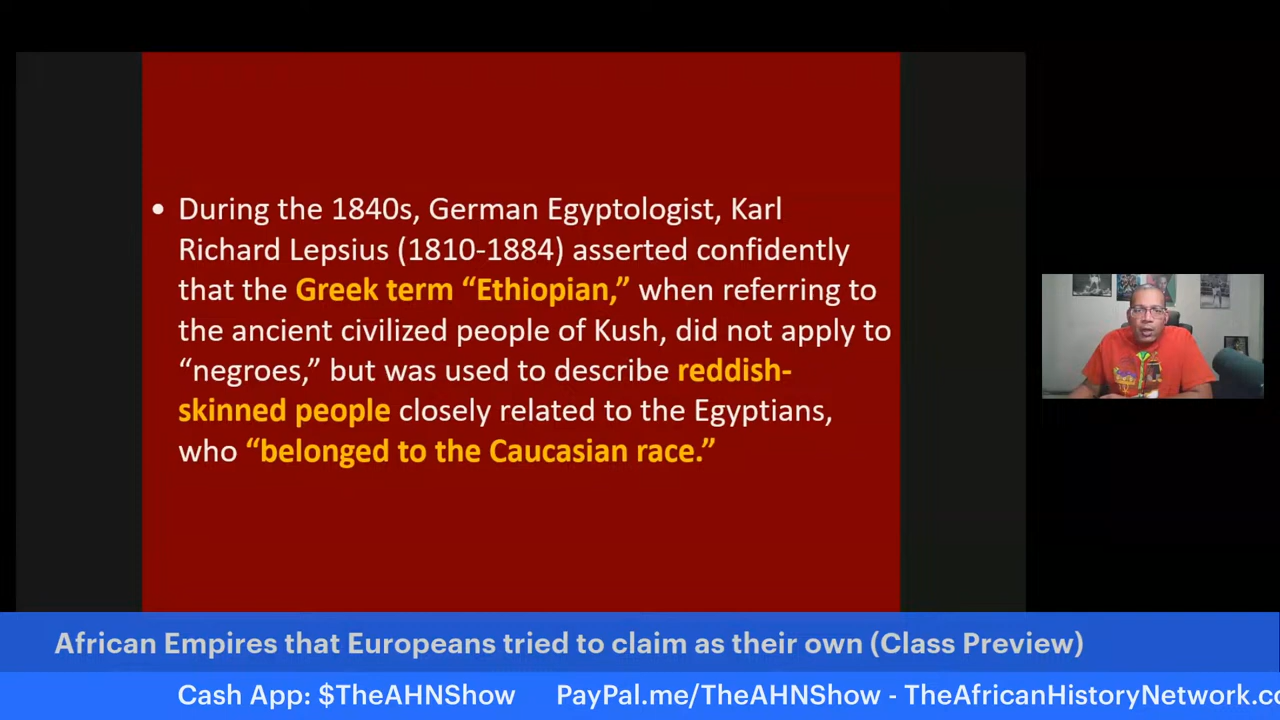 • During the 1840s, German Egyptologist, Karl
Richard Lepsius (1810-1884) asserted confidently
that the Greek term “Ethiopian,” when referring to
the ancient civilized people of Kush, did not apply to
“negroes,” but was used to describe reddish-
skinned people closely related to the Egyptians,
who “belonged to the Caucasian race.”
African Empires that Europeans tried to claim as their own (Class Preview)
Cash App: $TheAHNShow PayPal.me/TheAHNShow - TheAfricanHistoryNetwork.co